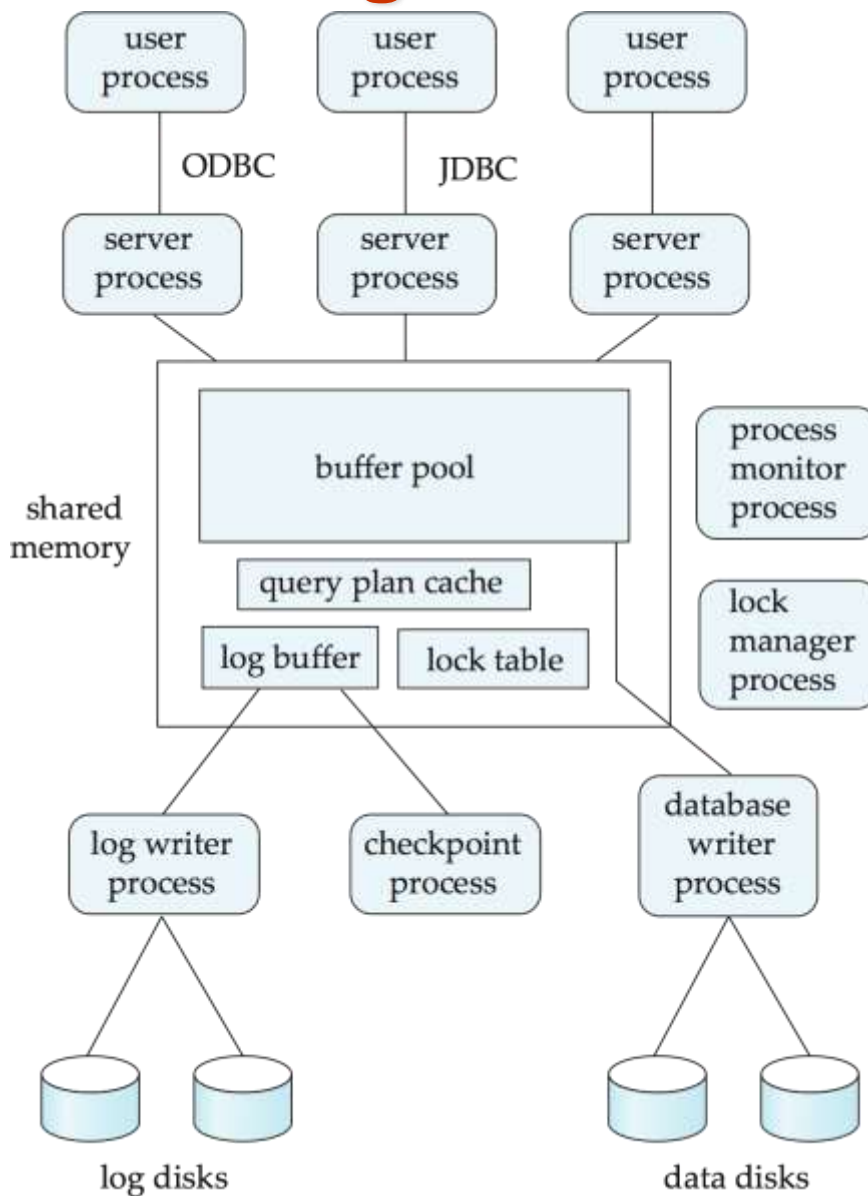 user
process
user
process
user
process
ODBC
JDBC
server
process
server
process
server
process
buffer pool
process
monitor
process
shared
memory
query plan cache
lock
manager
process
log buffer
lock table
log writer
process
checkpoint
process
database
writer
process
log disks
data disks